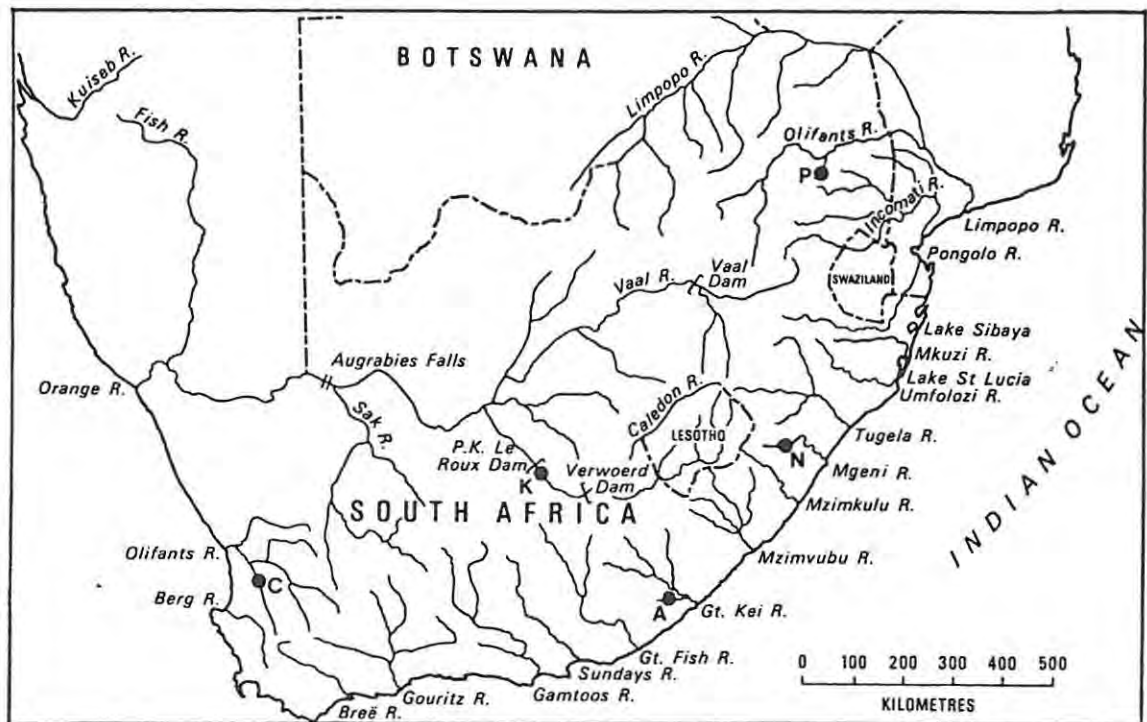 BOTSWANA
Kuiseb R.
Fish R.
Limpopo R.
Olifants R.
P
Incomati R.
Limpopo R.
Pongolo R.
SWAZILAND
Vaal R.
Vaal
Dam
Lake Sibaya
Mkuzi R.
Lake St Lucia
Umfolozi R.
Augrabies Falls
Orange R.
Sak R.
Caledon R.
LESOTHO
Tugela R.
N
Mgeni R.
P.K. Le
Roux Dam
K
Verwoerd
Dam
Mzimkulu R.
SOUTH AFRICA
INDIAN OCEAN
Mzimvubu R.
Olifants R.
C
Berg R.
A
Gt. Kei R.
Gt. Fish R.
Sundays R.
Gamtoos R.
Gouritz R.
Breë R.
0 100 200 300 400 500
KILOMETRES